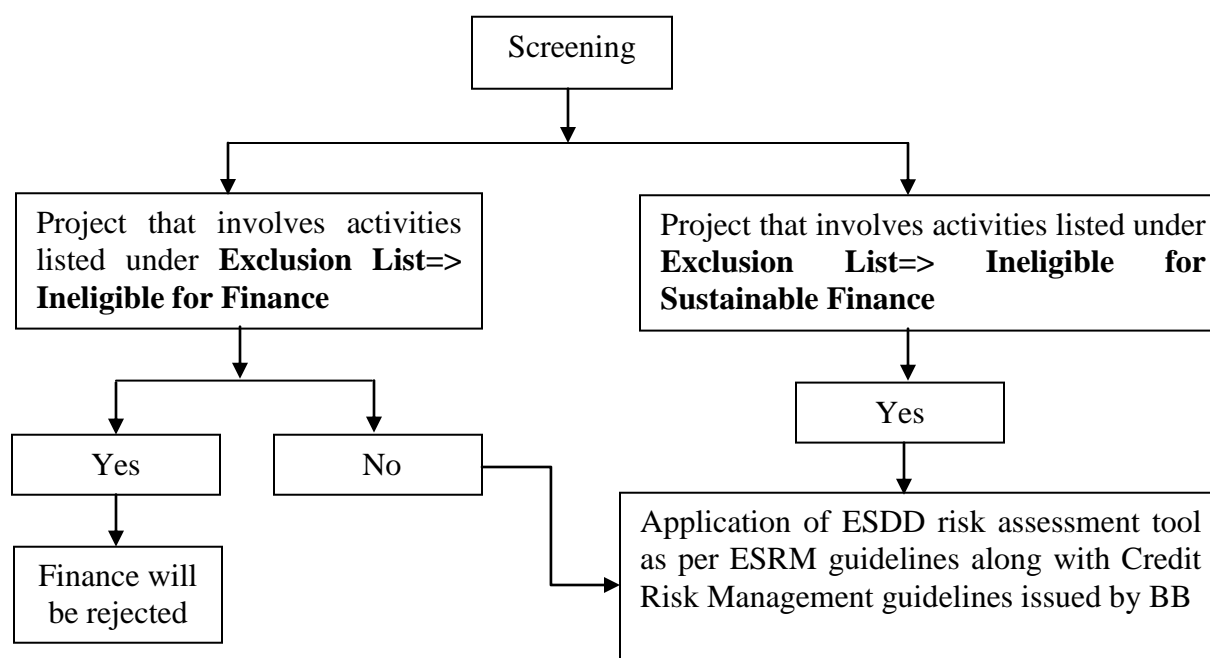 Screening
Project that involves activities
listed under Exclusion List=>
Ineligible for Finance
Project that involves activities listed under
Exclusion List=> Ineligible for
Sustainable Finance
Yes
No
Yes
Finance will
be rejected
Application of ESDD risk assessment tool
as per ESRM guidelines along with Credit
Risk Management guidelines issued by BB